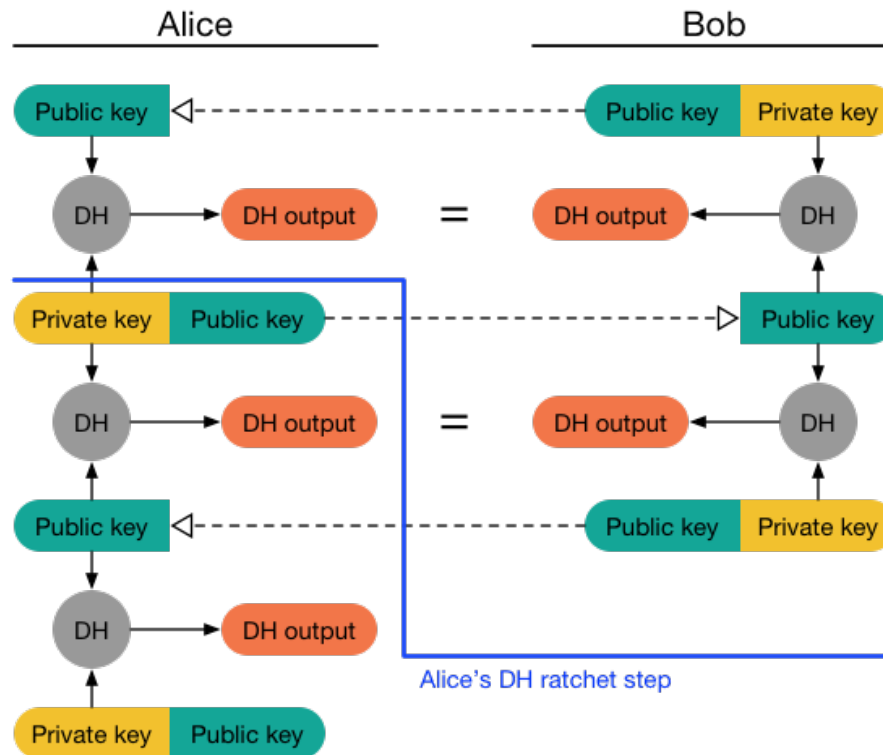 Alice
Bob
Public key
Public key Private key
DH
DH output
=
DH output
DH
Private key Public key
Public key
DH
DH output
=
DH output
DH
Public key
Public key Private key
DH
DH output
Alice's DH ratchet step
Private key Public key